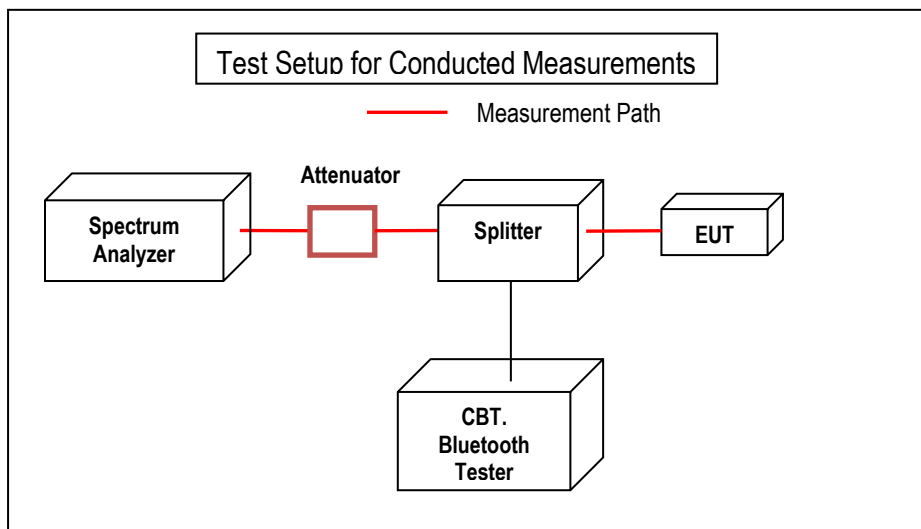 Test Setup for Conducted Measurements
Measurement Path
Attenuator
Spectrum
Analyzer
Splitter
EUT
CBT.
Bluetooth
Tester